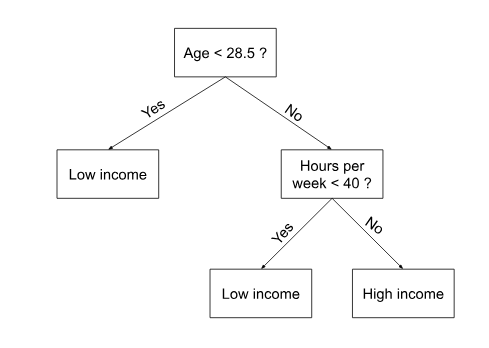 Age < 28.5 ?
Yes
No
Low income
Hours per
week < 40 ?
Yes
No
Low income
High income